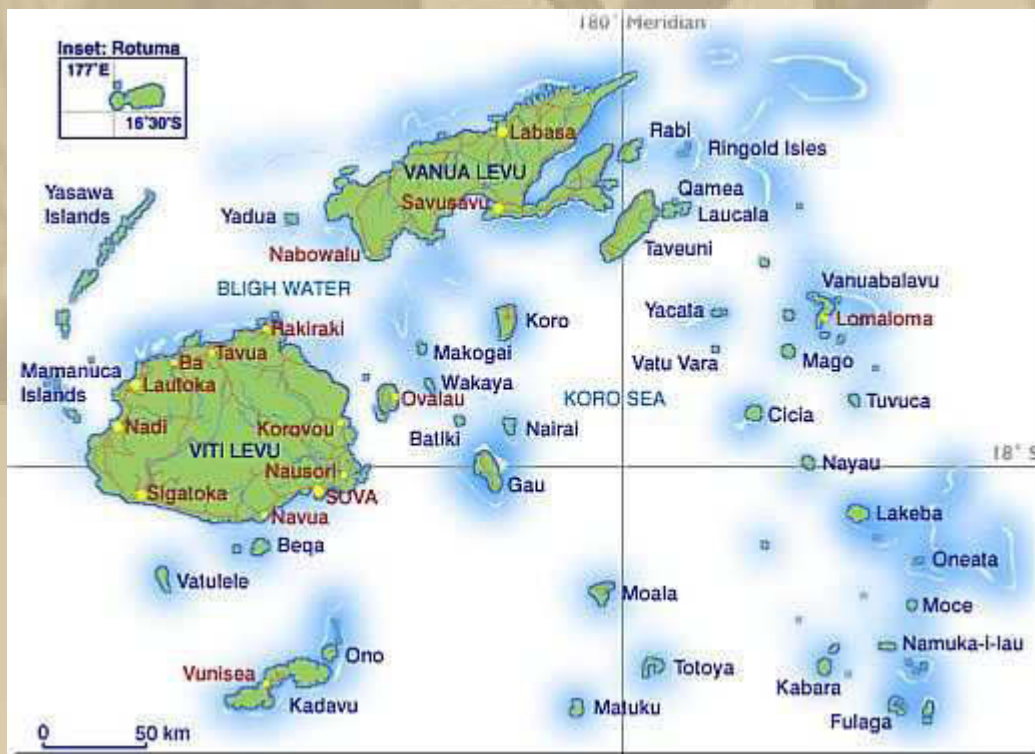 180° Meridian
Inset: Rotuma
177°E
16°30'S
Labasa
Rabi
Ringold Isles
VANUA LEVU
Yasawa
Islands
Qamea
Savusavu
Laucala
Yadua
Taveuni
Nabowalu
Vanuabalavu
BLIGH WATER
Yacata
Lomaloma
Koro
Rakiraki
Makogai
Tavua
Vatu Vara
Mago
Ba
Mamanuca
Islands
Lautoka
Wakaya
Ovalau
KORO SEA
Tuvuca
Cicia
Nadi
Korovou
Batiki
Nairai
VITI LEVU
18° S
Nayau
Nausori
Gau
Sigatoka
SUVA
Navua
Lakeba
Beqa
Oneata
Vatulele
Moala
Moce
Namuka-i-lau
Ono
Vunisea
Totoya
Kabara
Kadavu
Matuku
Fulaga
0 50 km